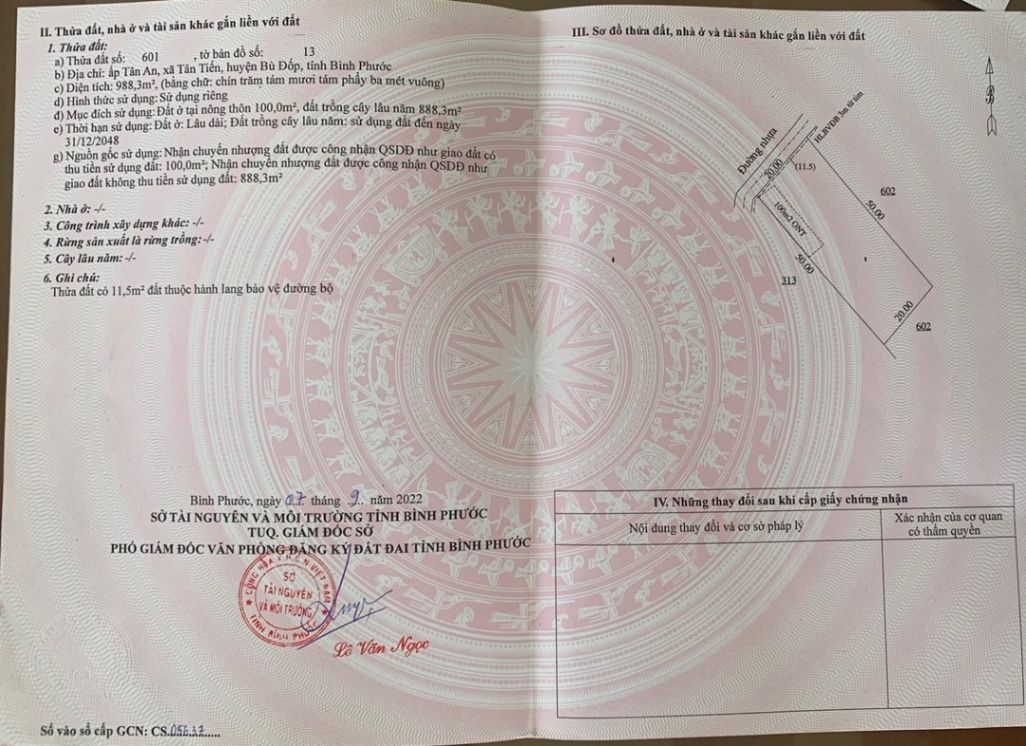 II. Thửa đất, nhà ở và tài sản khác gắn liền với đất
1. Thửa đất:
a) Thửa đất số: 601 , tờ bản đồ số: 13
b) Địa chỉ: ấp Tân An, xã Tân Tiến, huyện Bù Đốp, tỉnh Bình Phước
c) Diện tích: 988,3m², (bằng chữ: chín trăm tám mươi tám phẩy ba mét vuông)
d) Hình thức sử dụng: Sử dụng riêng
đ) Mục đích sử dụng: Đất ở tại nông thôn 100,0m², đất trồng cây lâu năm 888,3m²
e) Thời hạn sử dụng: Đất ở: Lâu dài; Đất trồng cây lâu năm: sử dụng đất đến ngày
31/12/2048
g) Nguồn gốc sử dụng: Nhận chuyển nhượng đất được công nhận QSDĐ như giao đất có
thu tiền sử dụng đất: 100,0m²; Nhận chuyển nhượng đất được công nhận QSDĐ như
giao đất không thu tiền sử dụng đất: 888,3m²
2. Nhà ở: -/-
3. Công trình xây dựng khác: -/-
4. Rừng sản xuất là rừng trồng: -/-
5. Cây lâu năm: -/-
6. Ghi chú:
Thửa đất có 11,5m² đất thuộc hành lang bảo vệ đường bộ
Bình Phước, ngày 07 tháng 9 năm 2022
SỞ TÀI NGUYÊN VÀ MÔI TRƯỜNG TỈNH BÌNH PHƯỚC
TUQ. GIÁM ĐỐC SỞ
PHÓ GIÁM ĐỐC VĂN PHÒNG ĐĂNG KÝ ĐẤT ĐAI TỈNH BÌNH PHƯỚC
SỞ
TÀI NGUYÊN
VÀ MÔI TRƯỜNG
TỈNH BÌNH PHƯỚC
Lê Văn Ngọc
Số vào sổ cấp GCN: CS.05637.....
III. Sơ đồ thửa đất, nhà ở và tài sản khác gắn liền với đất
Đường nhựa
HLBVĐB 3m từ tim
20.00
(11.5)
602
50.00
100m2 ONT
50.00
313
20.00
602
IV. Những thay đổi sau khi cấp giấy chứng nhận
Nội dung thay đổi và cơ sở pháp lý
Xác nhận của cơ quan
có thẩm quyền